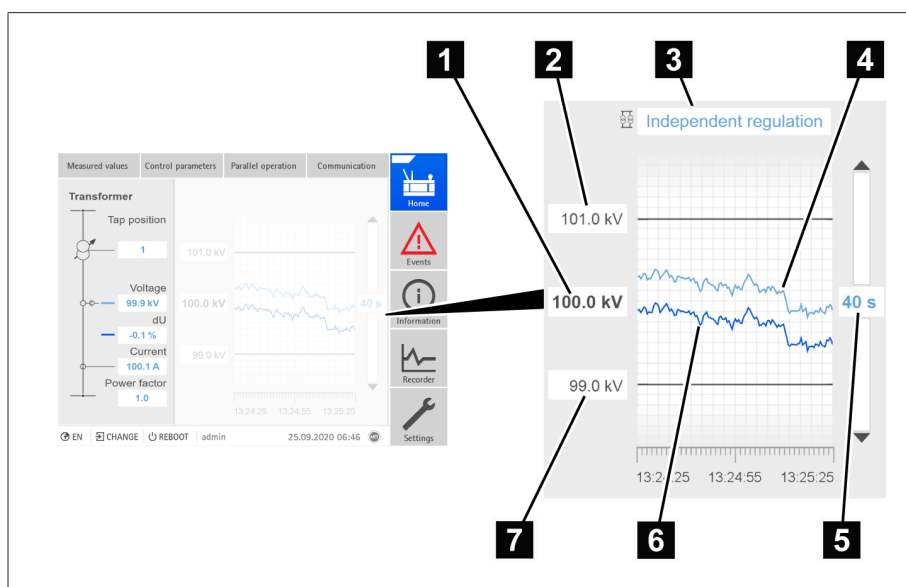 1
2
3
4
Independent regulation
101.0 kV
100.0 kV
40 s
99.0 kV
13:24:25 13:24:55 13:25:25
7
6
5
Measured values Control parameters Parallel operation Communication
Transformer
Tap position
1
Voltage
99.9 kV
dU
-0.1 %
Current
100.1 A
Power factor
1.0
101.0 kV
100.0 kV
40 s
99.0 kV
13:24:25 13:24:55 13:25:25
Home
Events
Information
Recorder
Settings
EN CHANGE REBOOT admin 25.09.2020 06:46